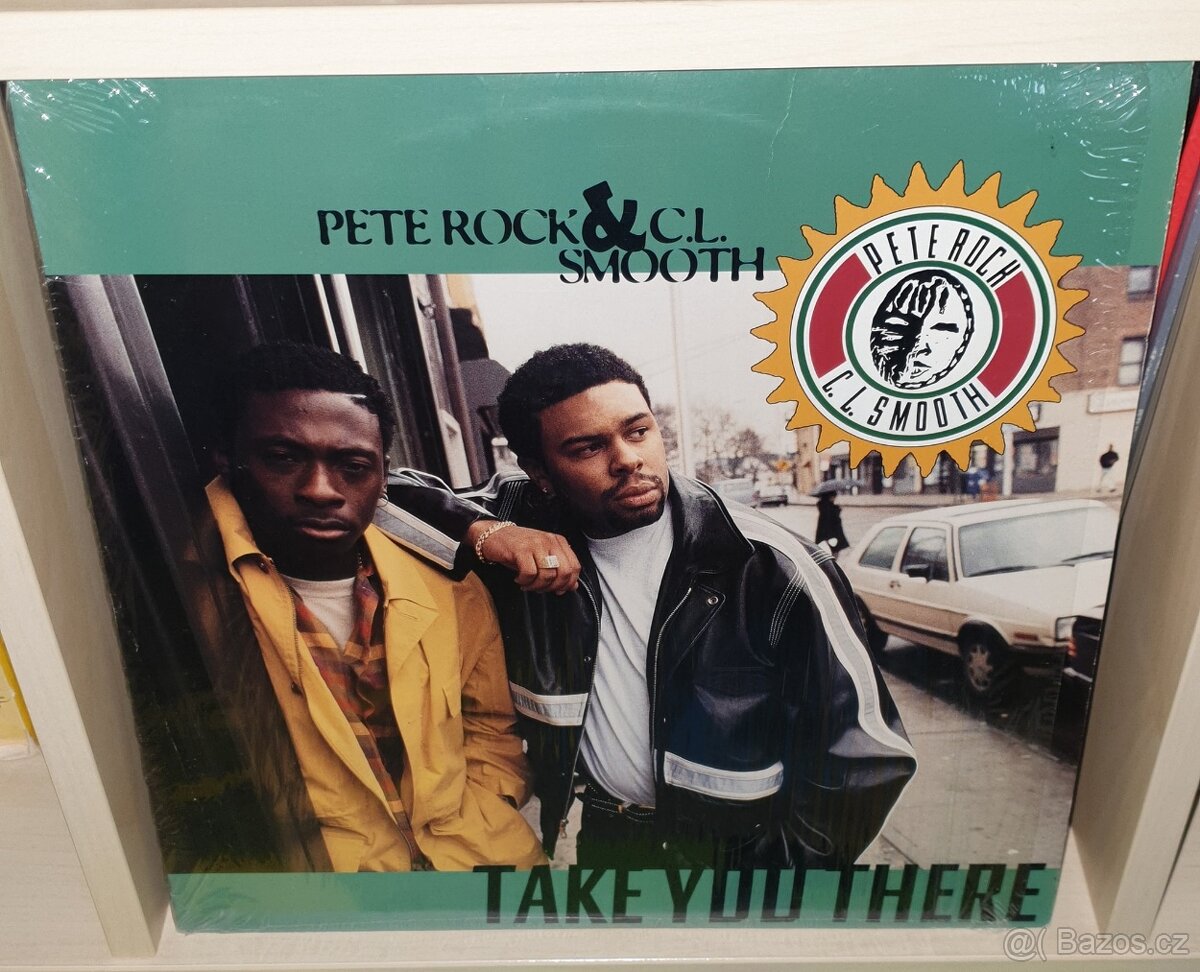 PETE ROCK & C.L.
SMOOTH
PETE ROCK
C. L. SMOOTH
TAKE YOU THERE
@( Bazos.cz